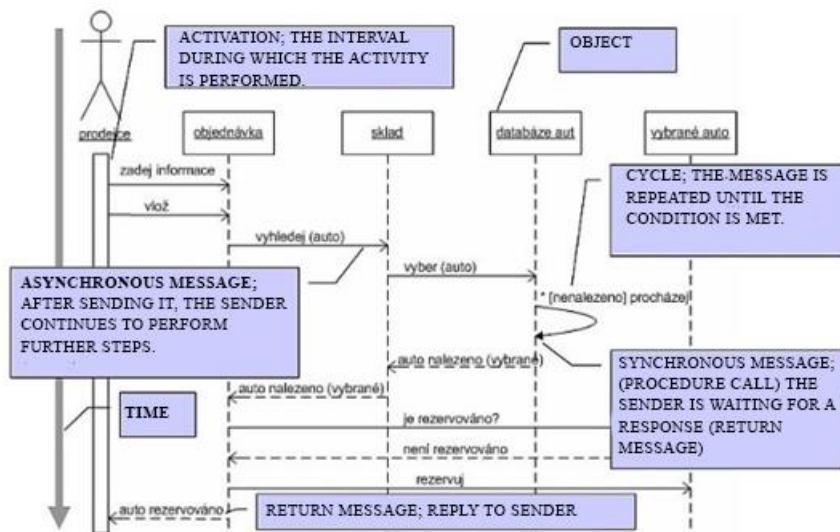 ACTIVATION; THE INTERVAL
DURING WHICH THE ACTIVITY
IS PERFORMED.
OBJECT
prodejce
objednávka
sklad
databáze aut
vybrané auto
zadej informace
CYCLE; THE MESSAGE IS
REPEATED UNTIL THE
CONDITION IS MET.
vlož
vyhledej (auto)
ASYNCHRONOUS MESSAGE;
AFTER SENDING IT, THE SENDER
CONTINUES TO PERFORM
FURTHER STEPS.
vyber (auto)
* [nenalezeno] procházej
auto nalezeno (vybrané)
SYNCHRONOUS MESSAGE;
(PROCEDURE CALL) THE
SENDER IS WAITING FOR A
RESPONSE (RETURN
MESSAGE)
auto nalezeno (vybrané)
TIME
je rezervováno?
není rezervováno
rezervuj
auto rezervováno
RETURN MESSAGE; REPLY TO SENDER